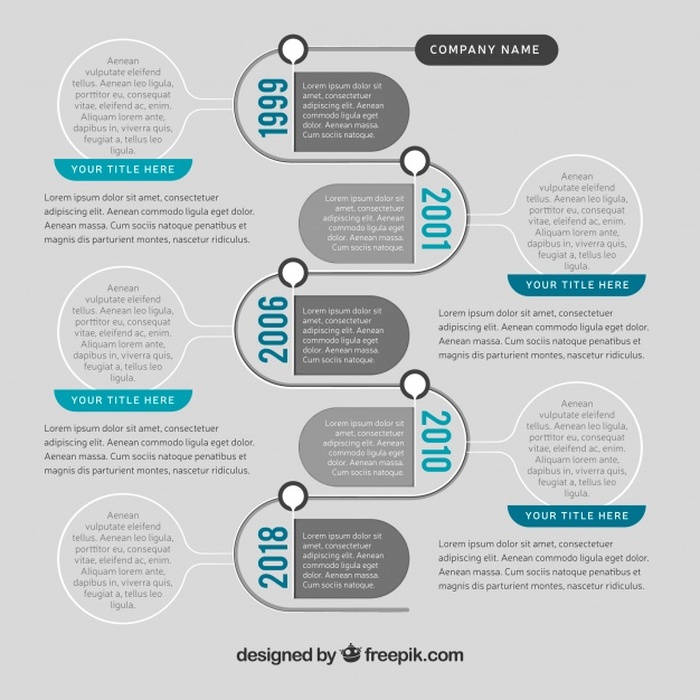 COMPANY NAME
Aenean
vulputate eleifend
tellus. Aenean leo ligula,
porttitor eu, consequat
vitae, eleifend ac, enim.
Aliquam lorem ante,
dapibus in, viverra quis,
feugiat a, tellus leo
ligula.
YOUR TITLE HERE
Lorem ipsum dolor sit amet, consectetur
adipiscing elit. Aenean commodo ligula eget dolor.
Cum sociis natoque penatibus et
magnis dis parturient montes, nascetur ridiculus.
1999
Lorem ipsum dolor sit
amet, consectetuer
adipiscing elit. Aenean
commodo ligula eget
dolor. Aenean massa.
Cum sociis natoque.
2001
Lorem ipsum dolor sit
amet, consectetuer
adipiscing elit. Aenean
commodo ligula eget
dolor. Aenean massa.
Cum sociis natoque.
Aenean
vulputate eleifend
tellus. Aenean leo ligula,
porttitor eu, consequat
vitae, eleifend ac, enim.
Aliquam lorem ante,
dapibus in, viverra quis,
feugiat a, tellus leo
ligula.
YOUR TITLE HERE
Lorem ipsum dolor sit amet, consectetur
adipiscing elit. Aenean commodo ligula eget dolor.
Aenean massa. Cum sociis natoque penatibus et
magnis dis parturient montes, nascetur ridiculus.
Aenean
vulputate eleifend
tellus. Aenean leo ligula,
porttitor eu, consequat
vitae, eleifend ac, enim.
Aliquam lorem ante,
dapibus in, viverra quis,
feugiat a, tellus leo
ligula.
YOUR TITLE HERE
Lorem ipsum dolor sit amet, consectetur
adipiscing elit. Aenean commodo ligula eget dolor.
Aenean massa. Cum sociis natoque penatibus et
magnis dis parturient montes, nascetur ridiculus.
2006
Lorem ipsum dolor sit
amet, consectetuer
adipiscing elit. Aenean
commodo ligula eget
dolor. Aenean massa.
Cum sociis natoque.
2010
Lorem ipsum dolor sit
amet, consectetuer
adipiscing elit. Aenean
commodo ligula eget
dolor. Aenean massa.
Cum sociis natoque.
Aenean
vulputate eleifend
tellus. Aenean leo ligula,
porttitor eu, consequat
vitae, eleifend ac, enim.
Aliquam lorem ante,
dapibus in, viverra quis,
feugiat a, tellus leo
ligula.
YOUR TITLE HERE
Lorem ipsum dolor sit amet, consectetur
adipiscing elit. Aenean commodo ligula eget dolor.
Aenean massa. Cum sociis natoque penatibus et
magnis dis parturient montes, nascetur ridiculus.
Aenean
vulputate eleifend
tellus. Aenean leo ligula,
porttitor eu, consequat
vitae, eleifend ac, enim.
Aliquam lorem ante,
dapibus in, viverra quis,
feugiat a, tellus leo
ligula.
2018
Lorem ipsum dolor sit
amet, consectetuer
adipiscing elit. Aenean
commodo ligula eget
dolor. Aenean massa.
Cum sociis natoque.
designed by freepik.com